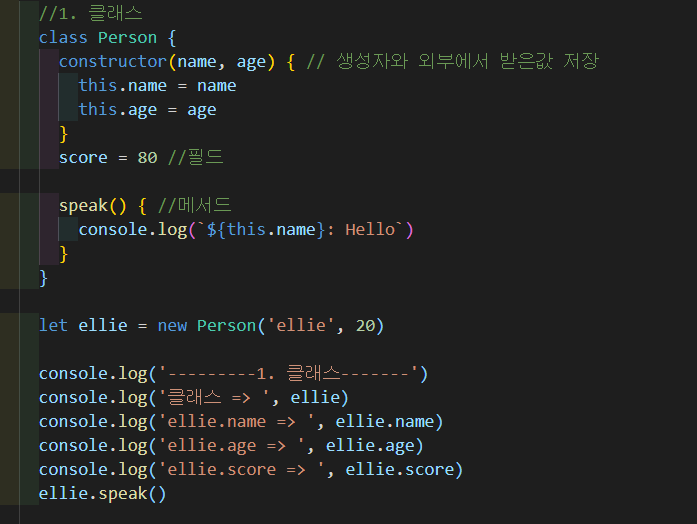 //1. 클래스
class Person {
constructor(name, age) { // 생성자와 외부에서 받은값 저장
this.name = name
this.age = age
}
score = 80 //필드
speak() { //메서드
console.log(`${this.name}: Hello`)
}
}
let ellie = new Person('ellie', 20)
console.log('---------1. 클래스-------')
console.log('클래스 => ', ellie)
console.log('ellie.name => ', ellie.name)
console.log('ellie.age => ', ellie.age)
console.log('ellie.score => ', ellie.score)
ellie.speak()